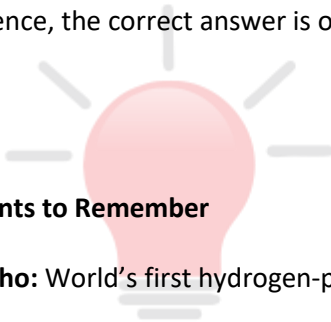 ence, the correct answer is o
nts to Remember
ho: World's first hydrogen-p